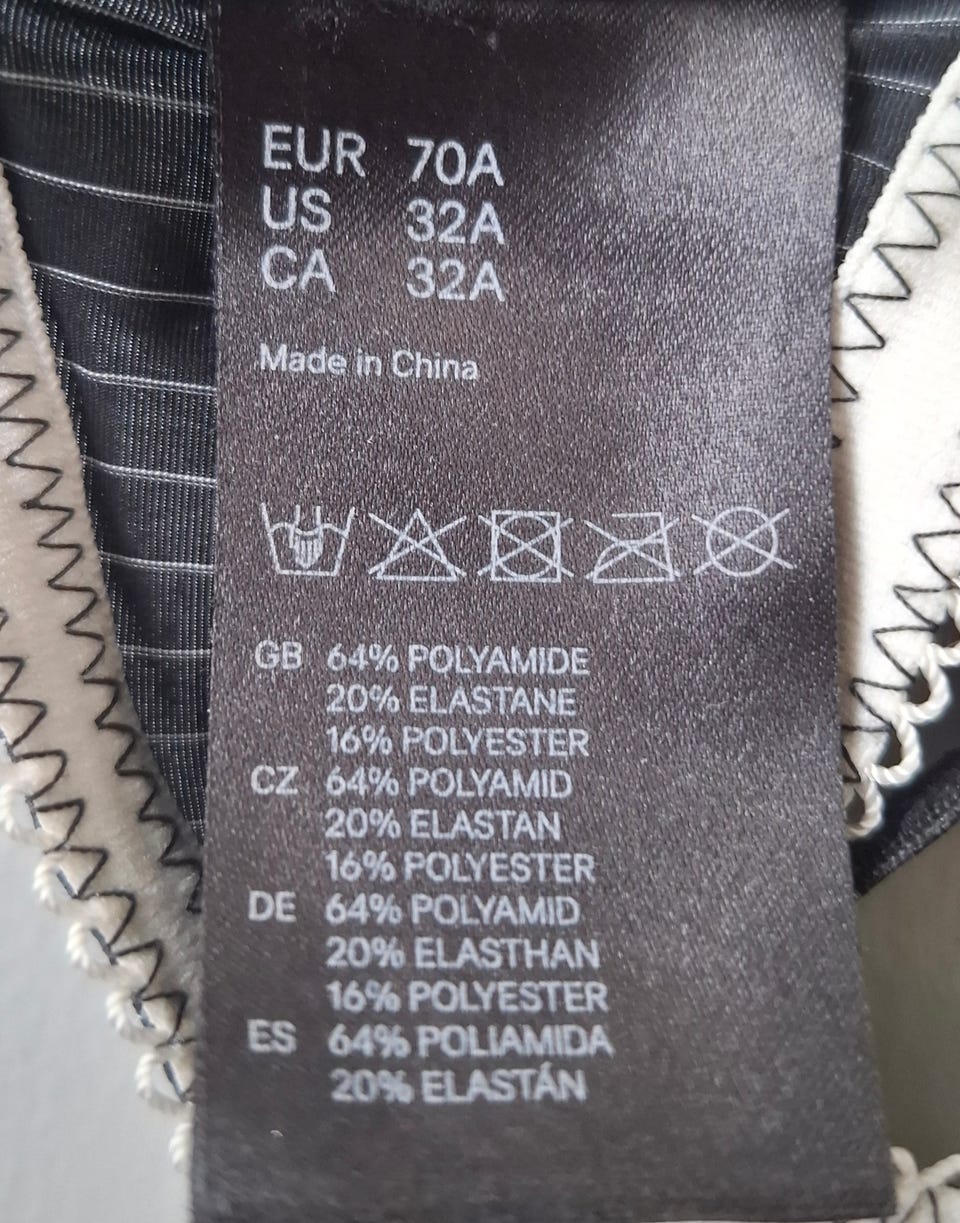 EUR 70A
US 32A
CA 32A
Made in China
GB 64% POLYAMIDE
20% ELASTANE
16% POLYESTER
CZ 64% POLYAMID
20% ELASTAN
16% POLYESTER
DE 64% POLYAMID
20% ELASTHAN
16% POLYESTER
ES 64% POLIAMIDA
20% ELASTÁN